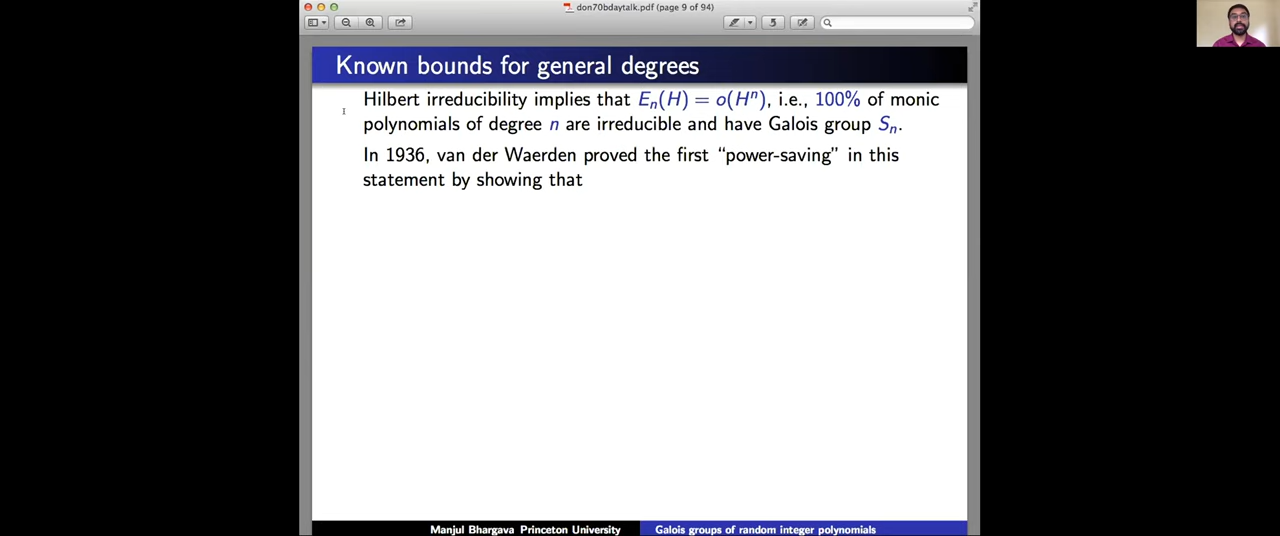 don70bdaytalk.pdf (page 9 of 94)
5
Known bounds for general degrees
Hilbert irreducibility implies that Eₙ(H) = o(Hⁿ), i.e., 100% of monic
polynomials of degree n are irreducible and have Galois group Sₙ.
In 1936, van der Waerden proved the first “power-saving” in this
statement by showing that
Manjul Bhargava Princeton University
Galois groups of random integer polynomials